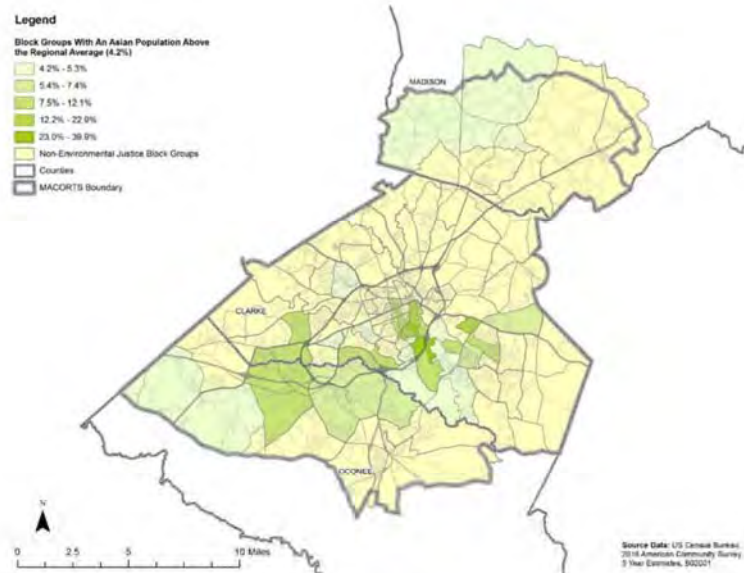 Legend
Block Groups With An Asian Population Above
the Regional Average (4.2%)
4.2% - 5.3%
5.4% - 7.4%
7.5% - 12.1%
12.2% - 22.9%
23.0% - 39.9%
Non-Environmental Justice Block Groups
Counties
MACORTS Boundary
MADISON
CLARKE
OCONEE
N
0 2.5 5 10 Miles
Source Data: US Census Bureau,
2016 American Community Survey
5 Year Estimates, B02001